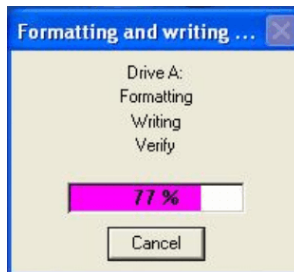 Formatting and writing ...
Drive A:
Formatting
Writing
Verify
77 %
Cancel